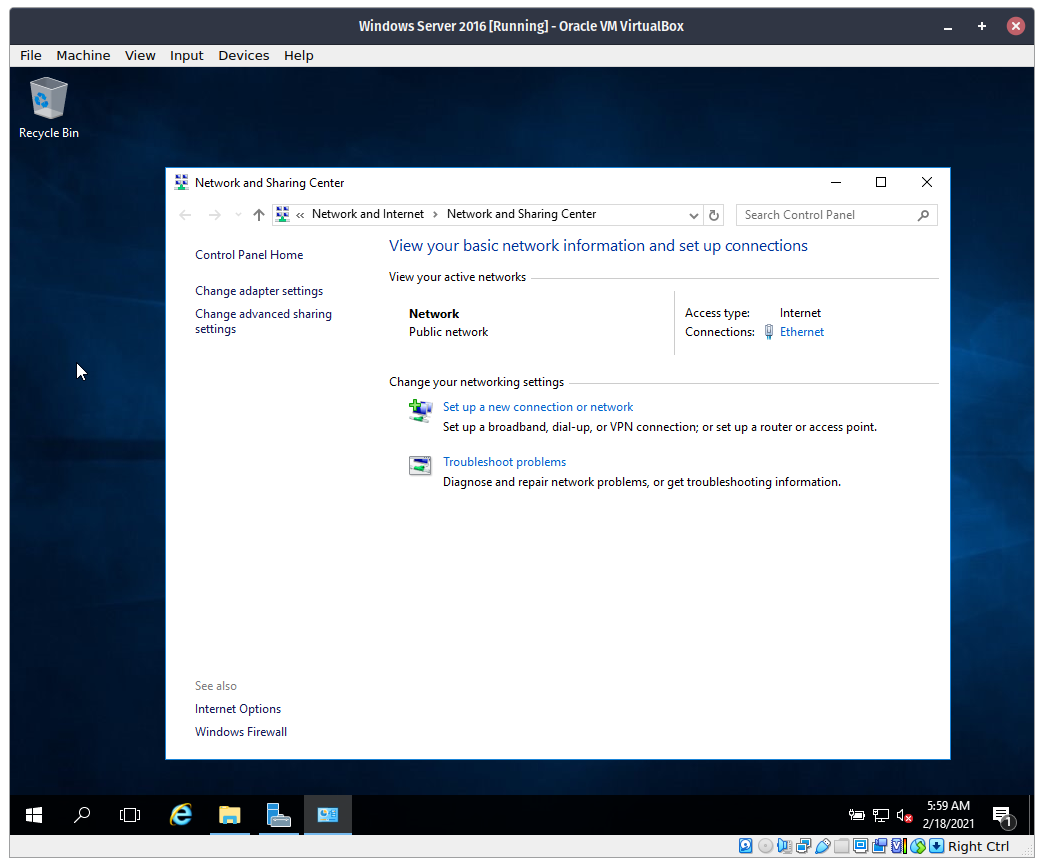 Windows Server 2016 [Running] - Oracle VM VirtualBox
File Machine View Input Devices Help
Recycle Bin
Network and Sharing Center
« Network and Internet › Network and Sharing Center
Search Control Panel
Control Panel Home
Change adapter settings
Change advanced sharing
settings
View your basic network information and set up connections
View your active networks
Network
Public network
Access type: Internet
Connections: Ethernet
Change your networking settings
Set up a new connection or network
Set up a broadband, dial-up, or VPN connection; or set up a router or access point.
Troubleshoot problems
Diagnose and repair network problems, or get troubleshooting information.
See also
Internet Options
Windows Firewall
5:59 AM
2/18/2021
1
Right Ctrl